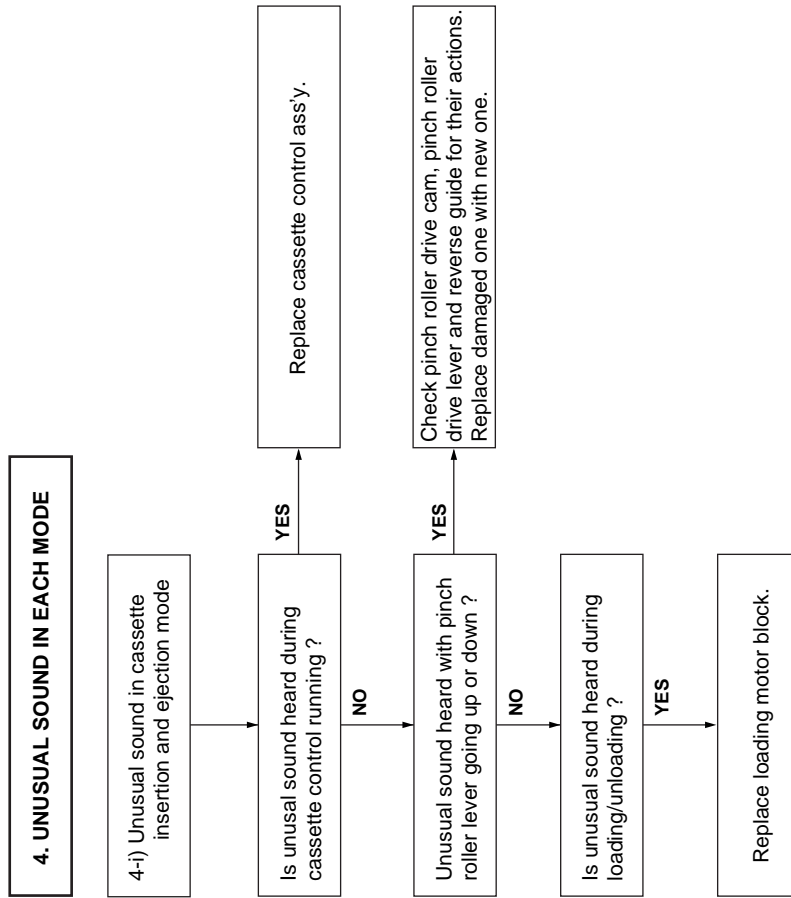 4. UNUSUAL SOUND IN EACH MODE
4-i) Unusual sound in cassette
insertion and ejection mode
Is unusual sound heard during
cassette control running ?
YES
Replace cassette control ass'y.
NO
Unusual sound heard with pinch
roller lever going up or down ?
YES
Check pinch roller drive cam, pinch roller
drive lever and reverse guide for their actions.
Replace damaged one with new one.
NO
Is unusual sound heard during
loading/unloading ?
YES
Replace loading motor block.